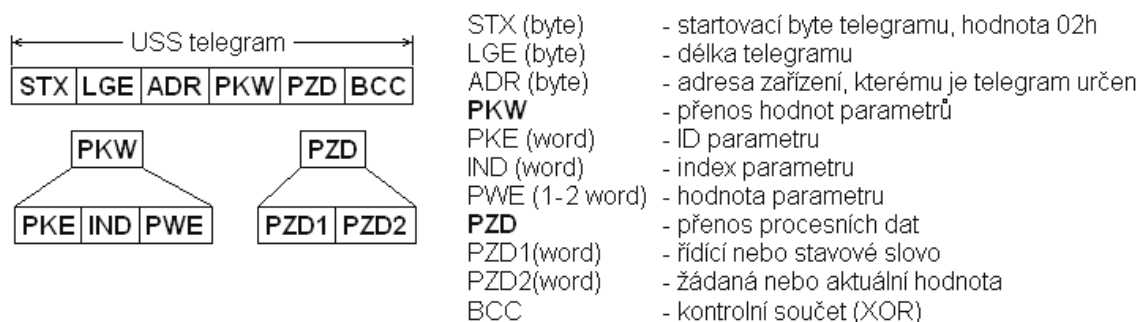 USS telegram
STX LGE ADR PKW PZD BCC
PKW
PZD
PKE IND PWE
PZD1 PZD2
STX (byte) - startovací byte telegramu, hodnota 02h
LGE (byte) - délka telegramu
ADR (byte) - adresa zařízení, kterému je telegram určen
PKW - přenos hodnot parametrů
PKE (word) - ID parametru
IND (word) - index parametru
PWE (1-2 word) - hodnota parametru
PZD - přenos procesních dat
PZD1(word) - řídící nebo stavové slovo
PZD2(word) - žádaná nebo aktuální hodnota
BCC - kontrolní součet (XOR)